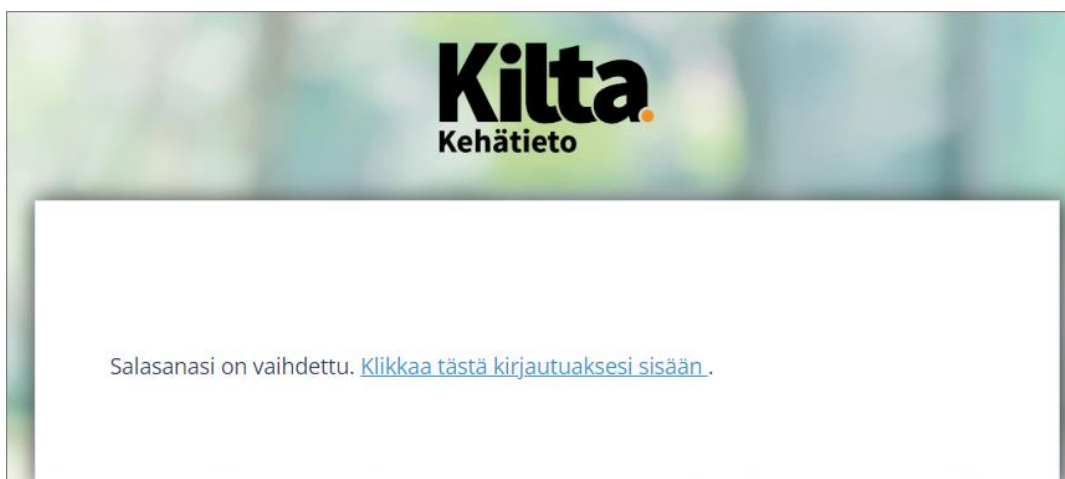 Kilta.
Kehätieto
Salasanasi on vaihdettu. Klikkaa tästä kirjautuaksesi sisään .